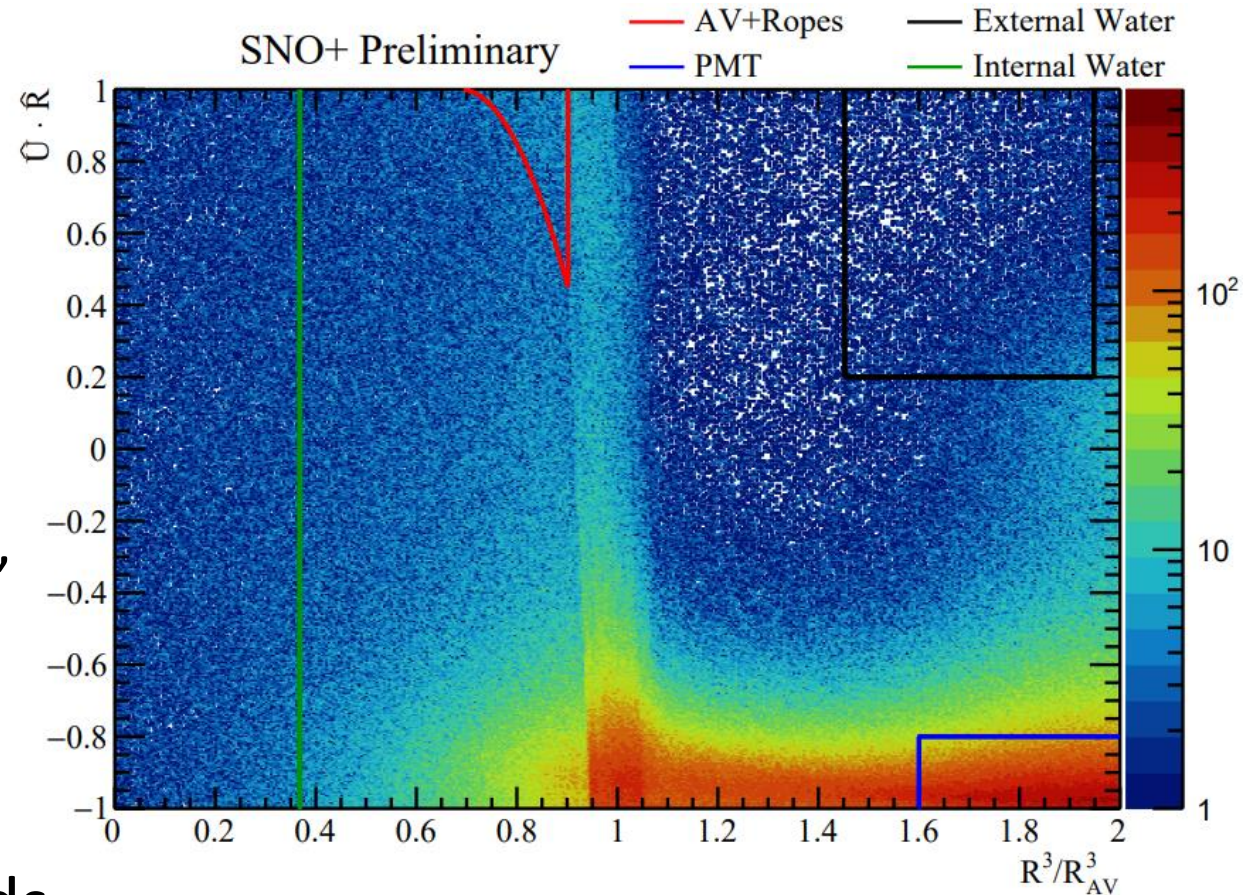 SNO+ Preliminary
AV+Ropes
External Water
PMT
Internal Water
Û · R̂
1
0.8
0.6
0.4
0.2
0
−0.2
−0.4
−0.6
−0.8
−1
0 0.2 0.4 0.6 0.8 1 1.2 1.4 1.6 1.8 2
R³/R³_AV
10²
10
1
,